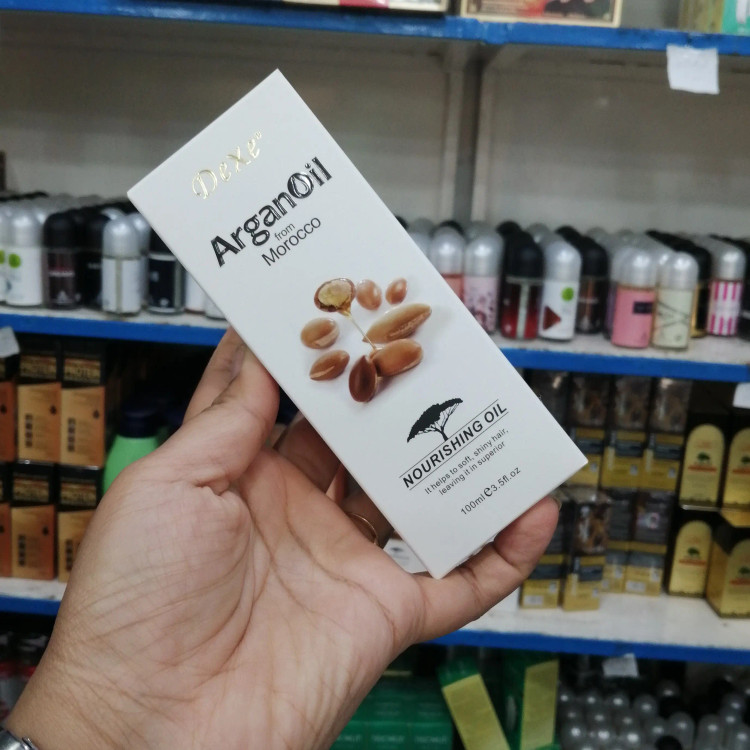 Dexe®
ArganOil
from
Morocco
NOURISHING OIL
It helps to soft, shiny hair,
leaving it in superior
100ml℮3.5fl.oz
PROTEIN